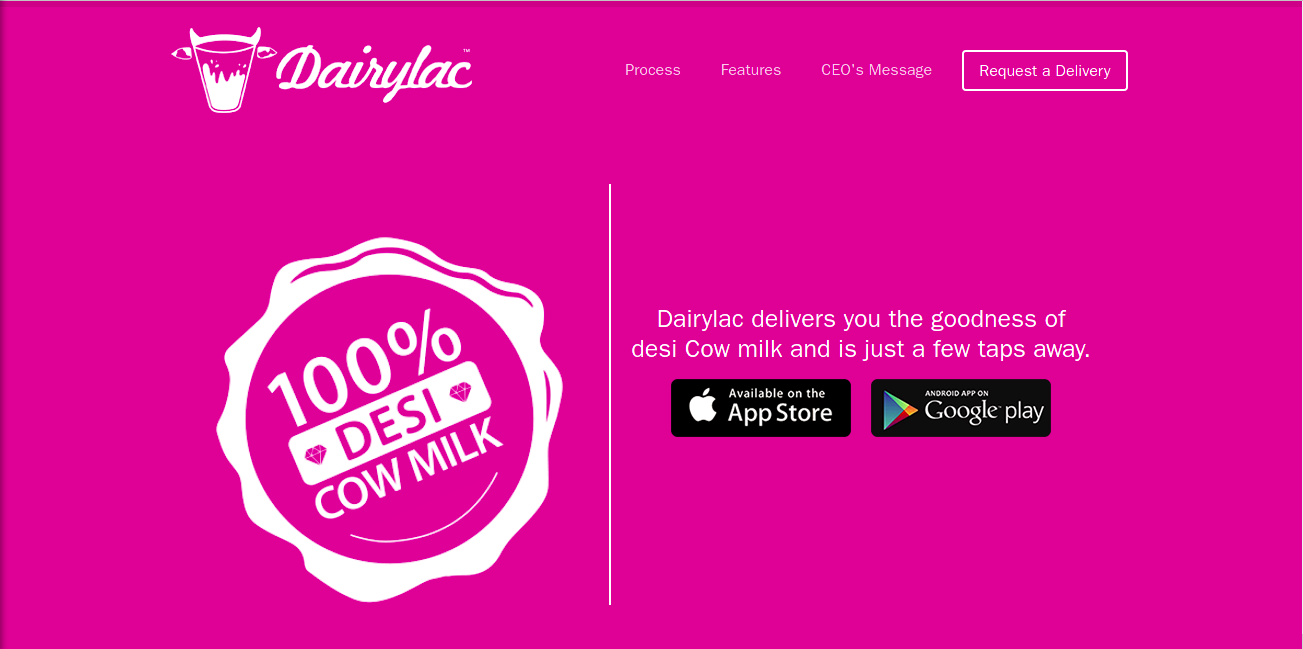 Dairylac™
Process
Features
CEO's Message
Request a Delivery
100%
DESI
COW MILK
Dairylac delivers you the goodness of
desi Cow milk and is just a few taps away.
Available on the
App Store
ANDROID APP ON
Google play